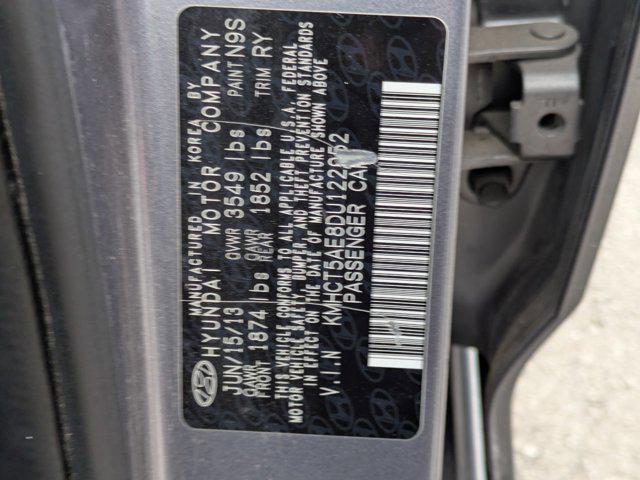 MANUFACTURED IN KOREA BY
HYUNDAI MOTOR COMPANY
JUN/15/13 GVWR 3549 lbs PAINT N9S
GAWR FRONT 1874 lbs GAWR REAR 1852 lbs TRIM RY
THIS VEHICLE CONFORMS TO ALL APPLICABLE U.S.A. FEDERAL
MOTOR VEHICLE SAFETY, BUMPER, AND THEFT PREVENTION STANDARDS
IN EFFECT ON THE DATE OF MANUFACTURE SHOWN ABOVE
V.I.N KMHCT5AE8DU122052
PASSENGER CAR